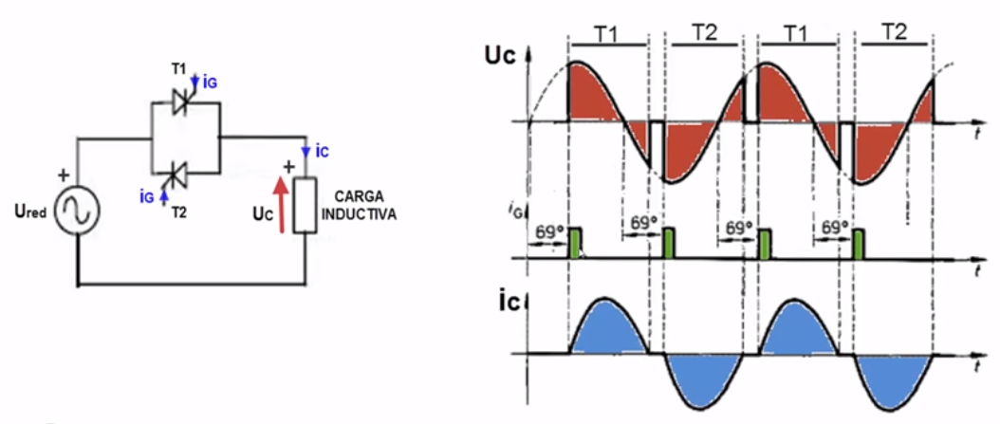 T1
iG
iC
+
+
Ured
iG
T2
Uc
CARGA
INDUCTIVA
T1
T2
T1
T2
Uc
t
iG
69°
69°
69°
69°
t
ic
t